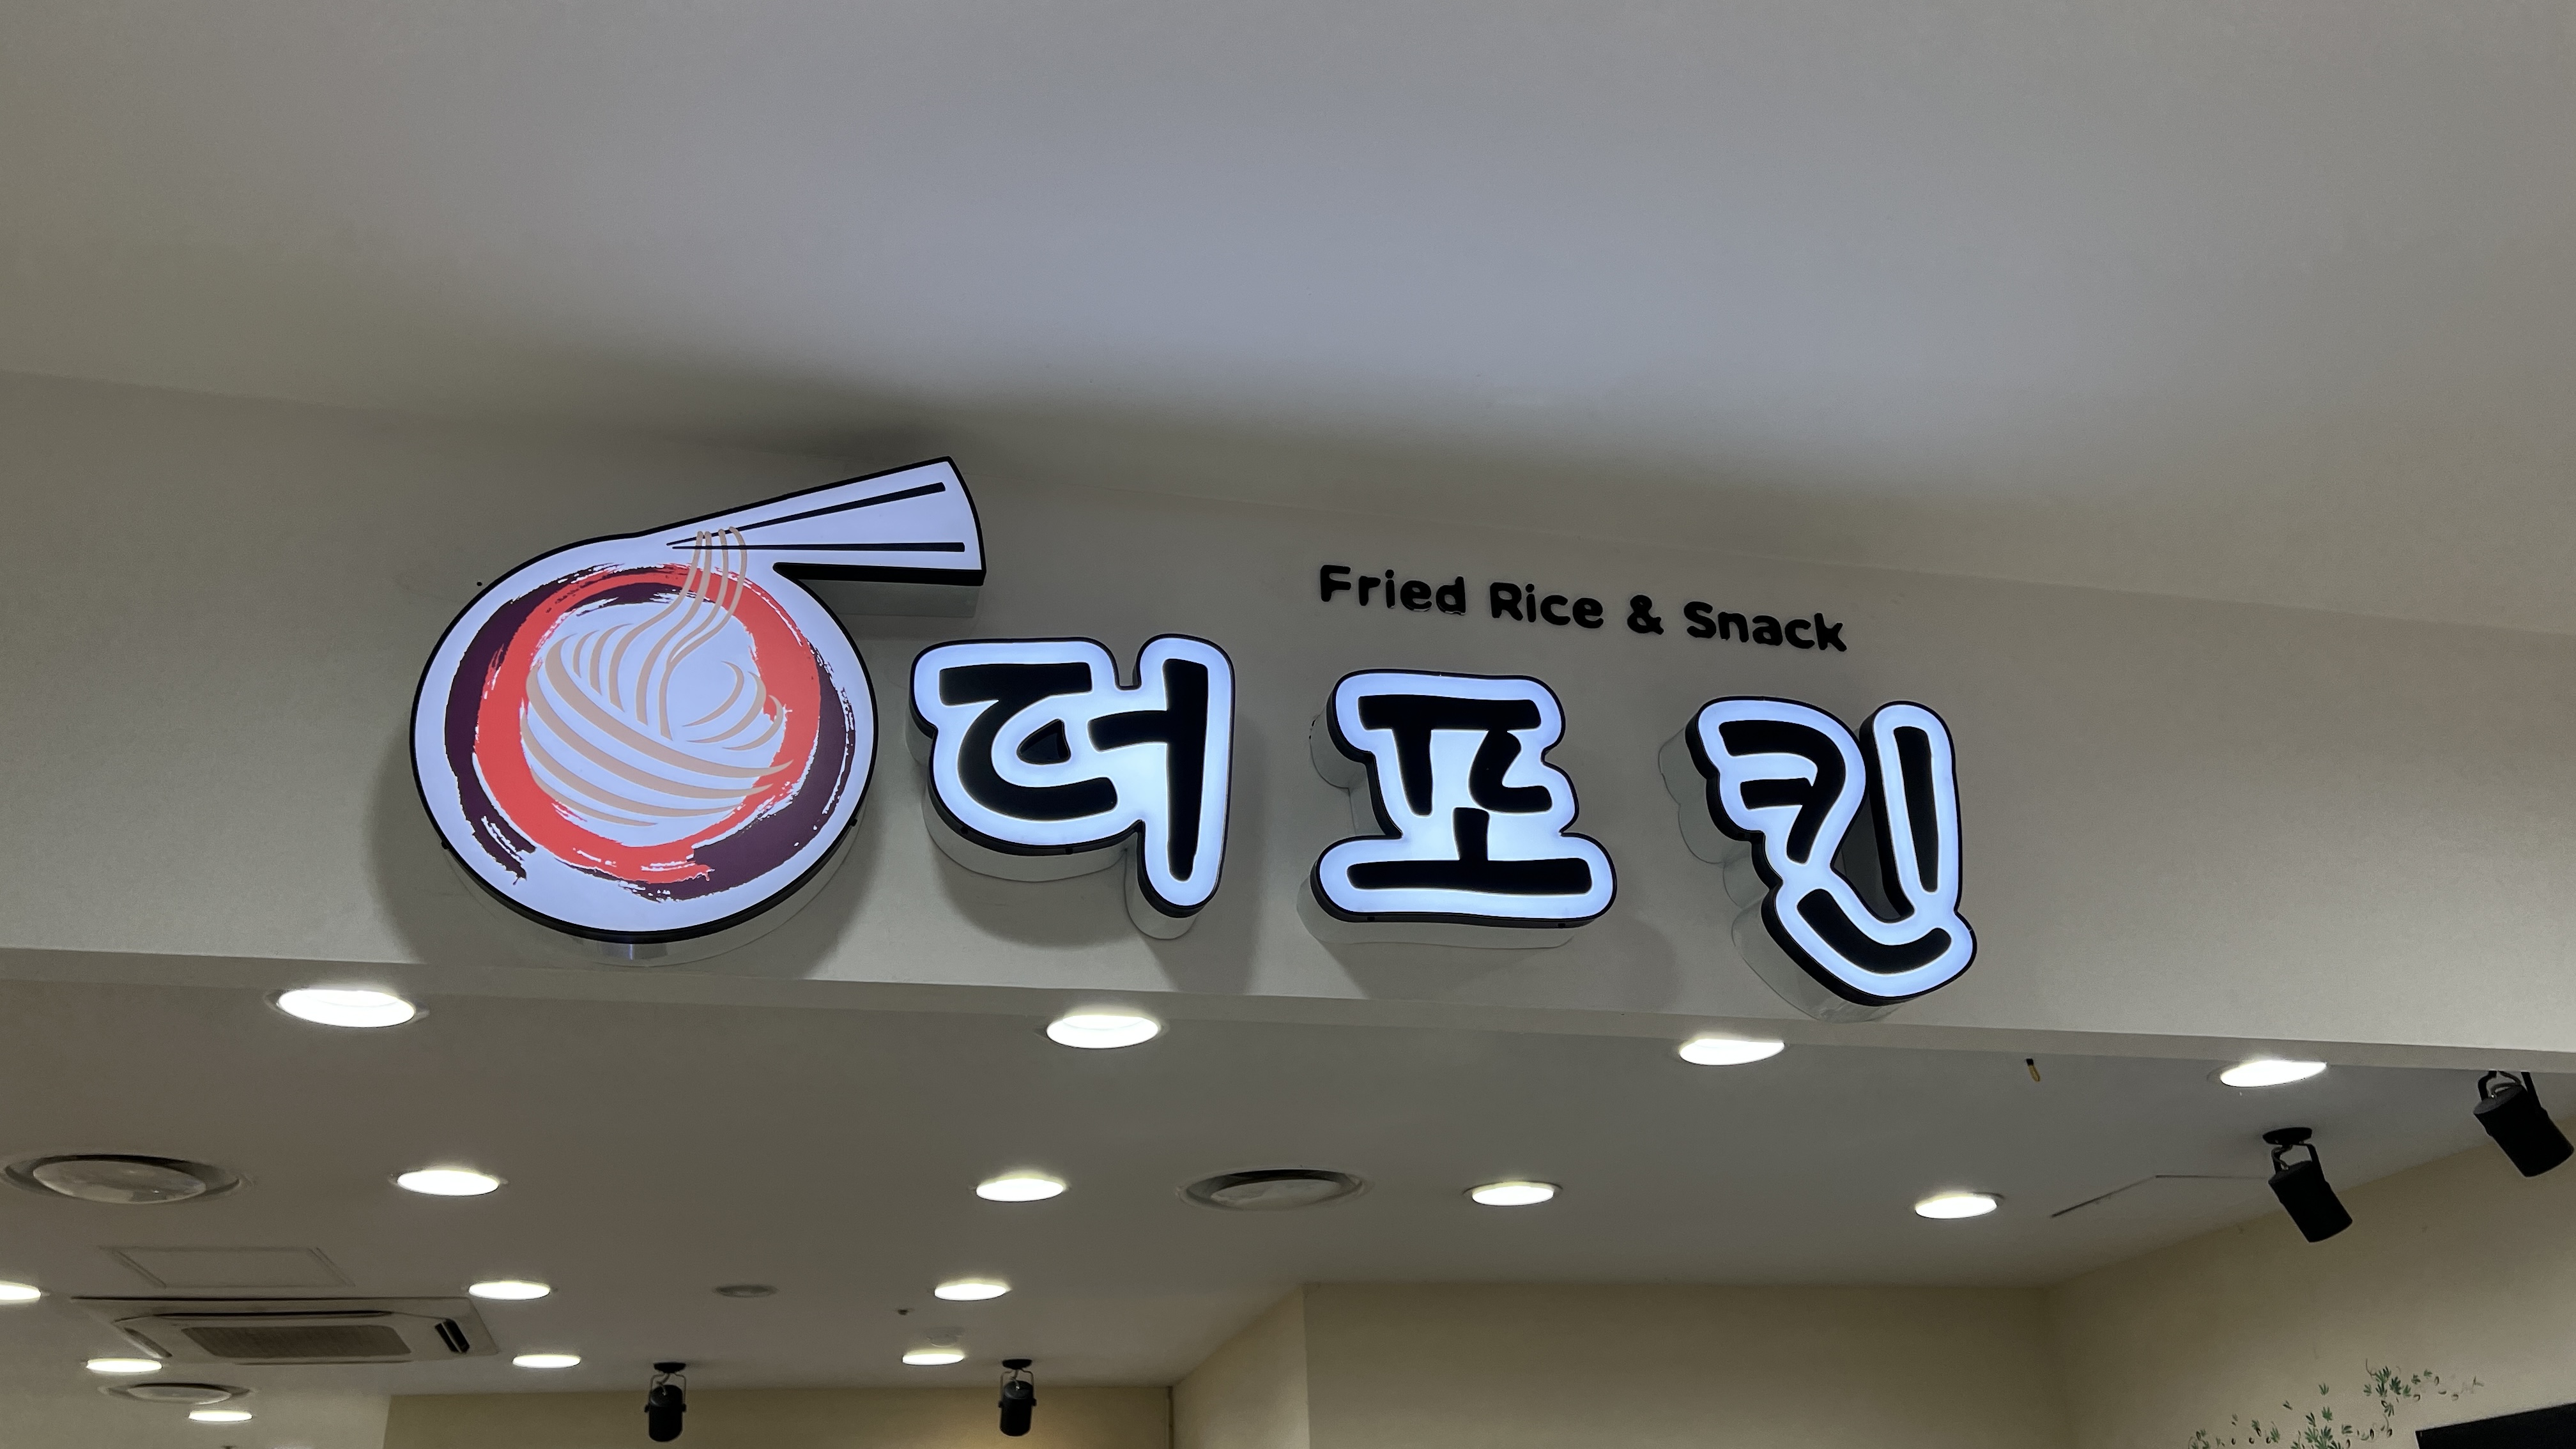 Fried Rice & Snack
더포킨